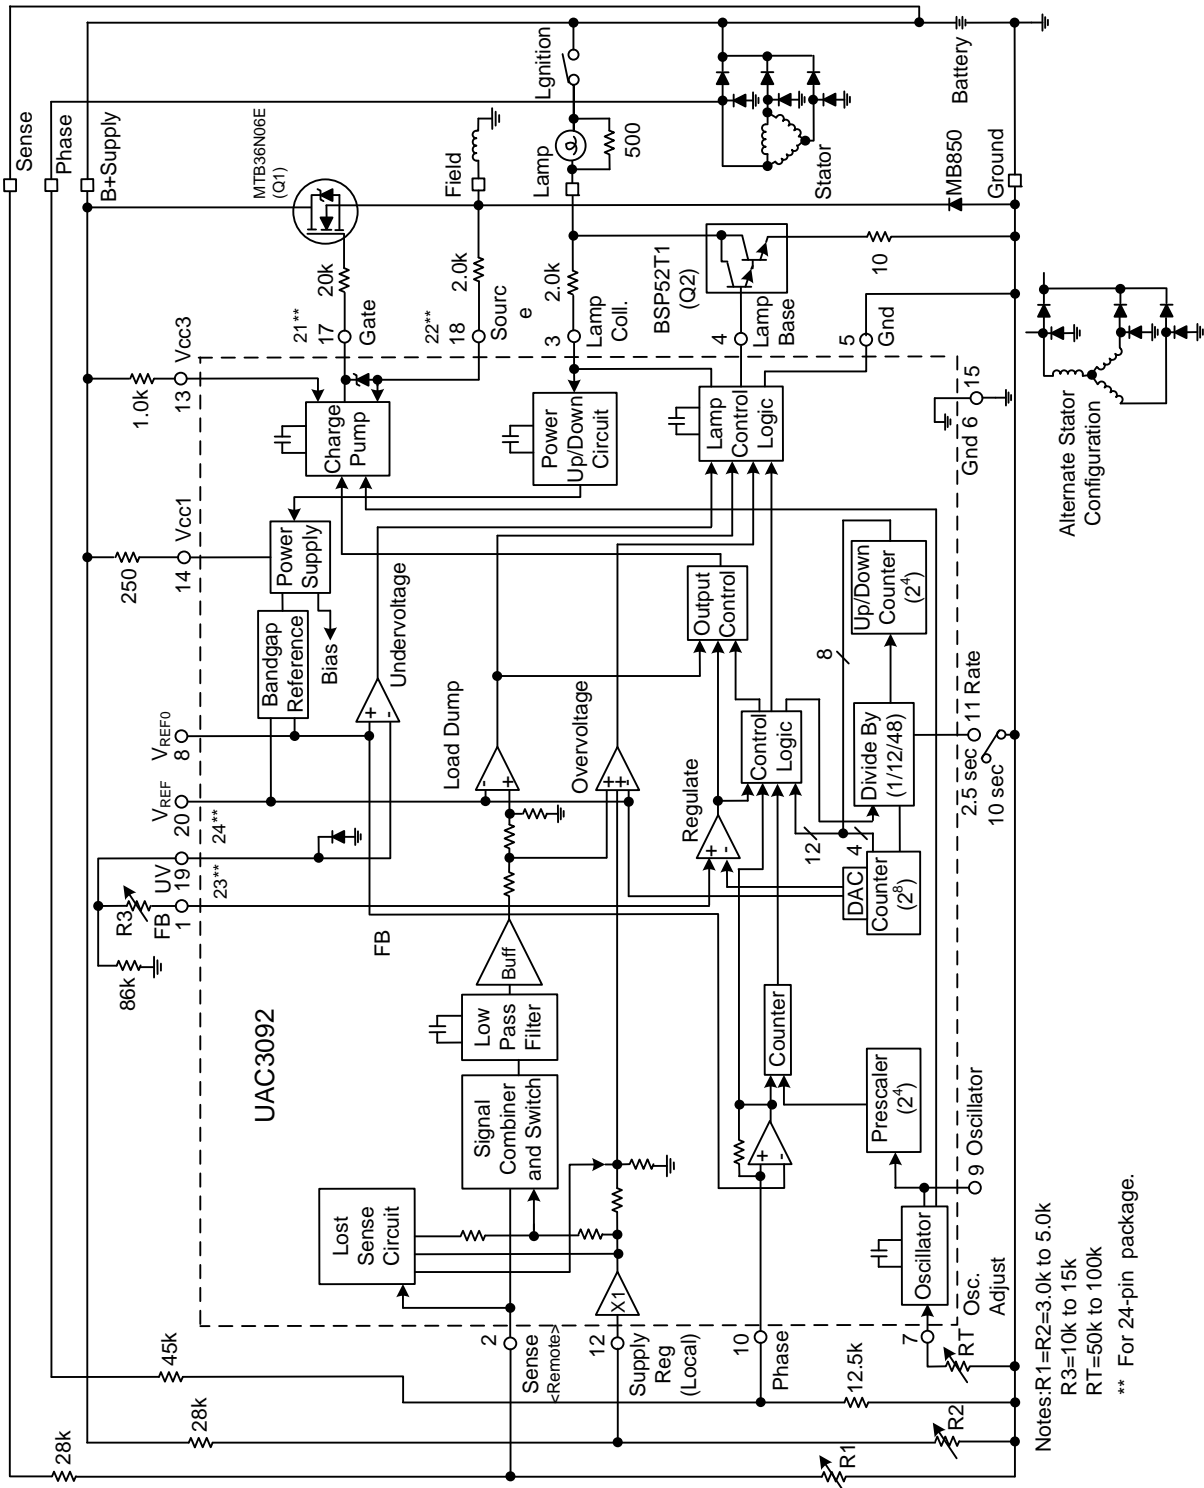 Sense
Phase
B+Supply
MTB36N06E
(Q1)
Field
Lgnition
Lamp
500
Stator
Battery
MB850
Ground
1.0k
13
Vcc3
21**
17
Gate
20k
22**
18
Sourc
e
2.0k
3
Lamp
Coll.
2.0k
BSP52T1
(Q2)
4
Lamp
Base
10
5
Gnd
Gnd 6
15
Alternate Stator
Configuration
250
14
Vcc1
Charge
Pump
Power
Up/Down
Circuit
Lamp
Control
Logic
Power
Supply
Bandgap
Reference
Bias
Undervoltage
+
-
VREF0
8
VREF
20
24**
UV
19
23**
FB
1
R3
86k
FB
Load Dump
-
+
Overvoltage
+
+
-
Regulate
+
-
Output
Control
Control
Logic
Up/Down
Counter
(2⁴)
8
Divide By
(1/12/48)
11 Rate
2.5 sec
10 sec
12
4
DAC
Counter
(2⁸)
UAC3092
Buff
Low
Pass
Filter
Signal
Combiner
and Switch
Lost
Sense
Circuit
X1
Counter
+
-
Prescaler
(2⁴)
9 Oscillator
Oscillator
Osc.
Adjust
2
Sense
<Remote>
12
Supply
Reg
(Local)
10
Phase
7
RT
45k
28k
28k
12.5k
R2
R1
Notes:R1=R2=3.0k to 5.0k
R3=10k to 15k
RT=50k to 100k
** For 24-pin package.